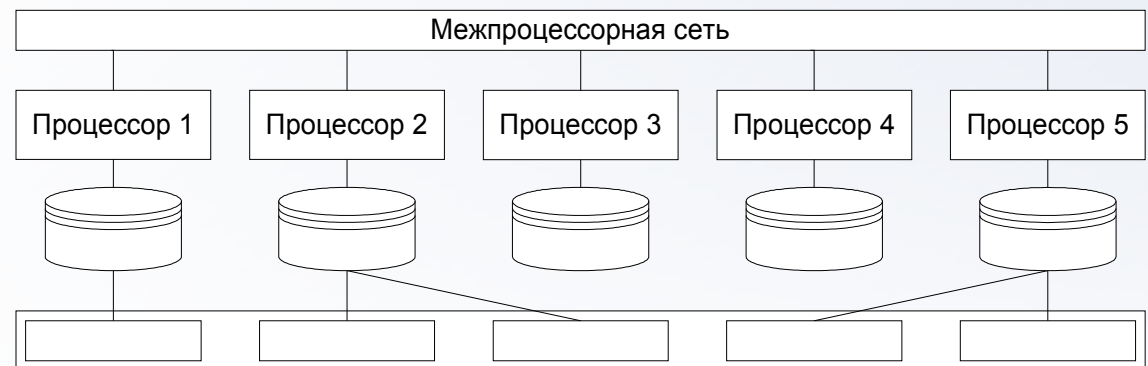 Межпроцессорная сеть
Процессор 1
Процессор 2
Процессор 3
Процессор 4
Процессор 5